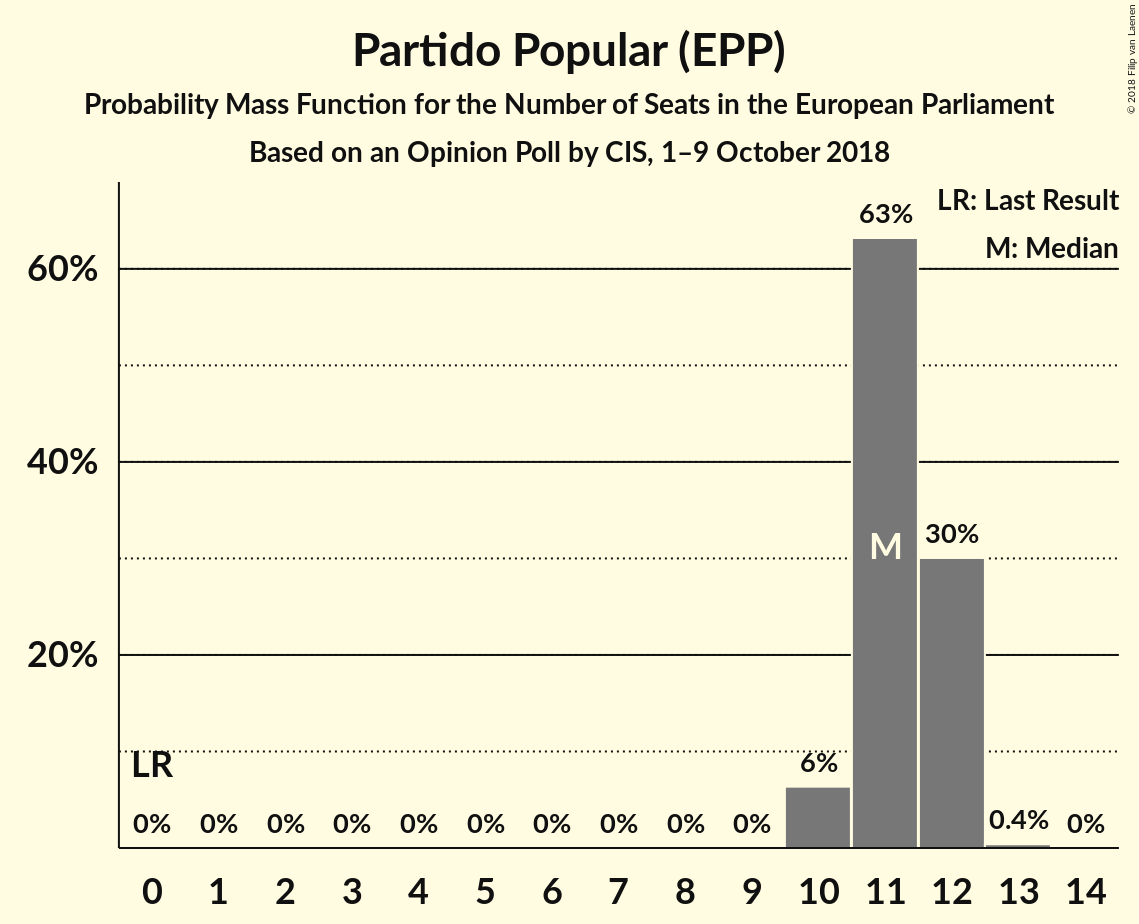 Partido Popular (EPP)
Probability Mass Function for the Number of Seats in the European Parliament
Based on an Opinion Poll by CIS, 1–9 October 2018
© 2018 Filip van Laenen
LR: Last Result
M: Median
63%
60%
40%
M
30%
20%
LR
6%
0% 0% 0% 0% 0% 0% 0% 0% 0% 0% 0.4% 0%
0 1 2 3 4 5 6 7 8 9 10 11 12 13 14